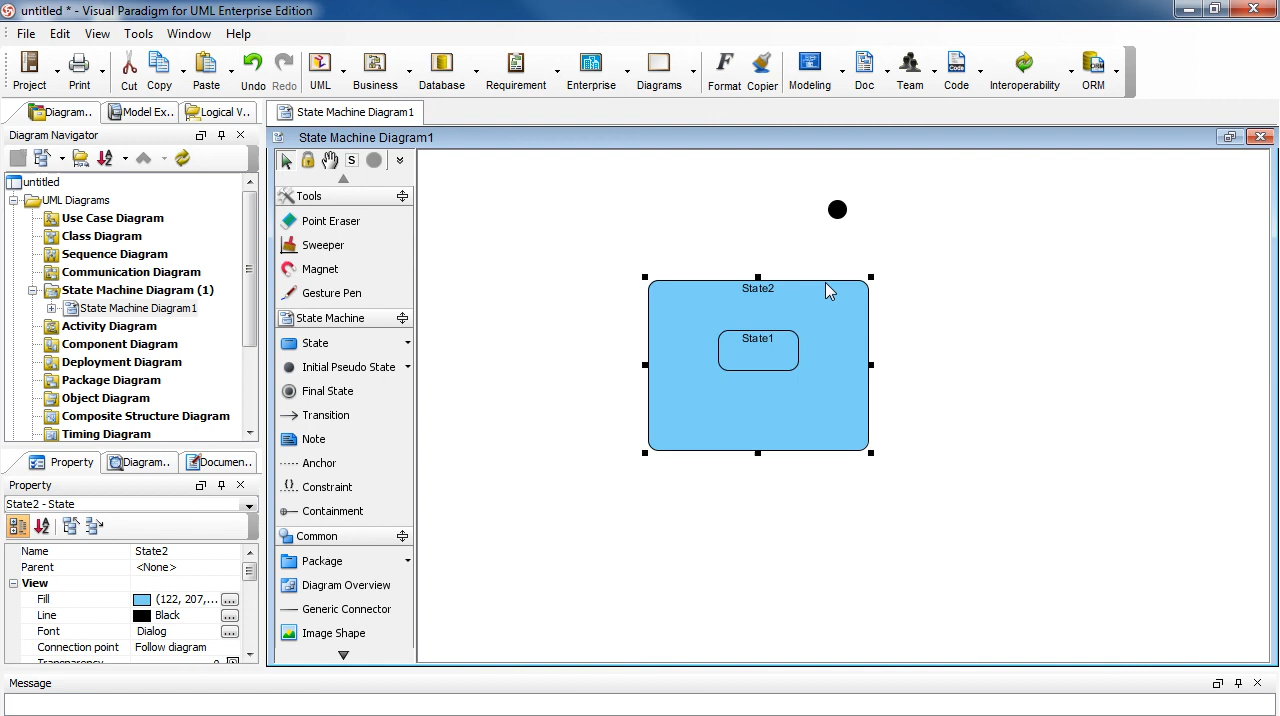 untitled * - Visual Paradigm for UML Enterprise Edition
File Edit View Tools Window Help
Project Print Cut Copy Paste Undo Redo UML Business Database Requirement Enterprise Diagrams Format Copier Modeling Doc Team Code Interoperability ORM
Diagram.. Model Ex.. Logical V.. State Machine Diagram1
Diagram Navigator
State Machine Diagram1
untitled
UML Diagrams
Use Case Diagram
Class Diagram
Sequence Diagram
Communication Diagram
State Machine Diagram (1)
State Machine Diagram1
Activity Diagram
Component Diagram
Deployment Diagram
Package Diagram
Object Diagram
Composite Structure Diagram
Timing Diagram
Property Diagram.. Documen..
Property
State2 - State
Name State2
Parent <None>
View
Fill (122, 207,...
Line Black
Font Dialog
Connection point Follow diagram
Transparency 0
S
Tools
Point Eraser
Sweeper
Magnet
Gesture Pen
State Machine
State
Initial Pseudo State
Final State
Transition
Note
Anchor
Constraint
Containment
Common
Package
Diagram Overview
Generic Connector
Image Shape
State2
State1
Message